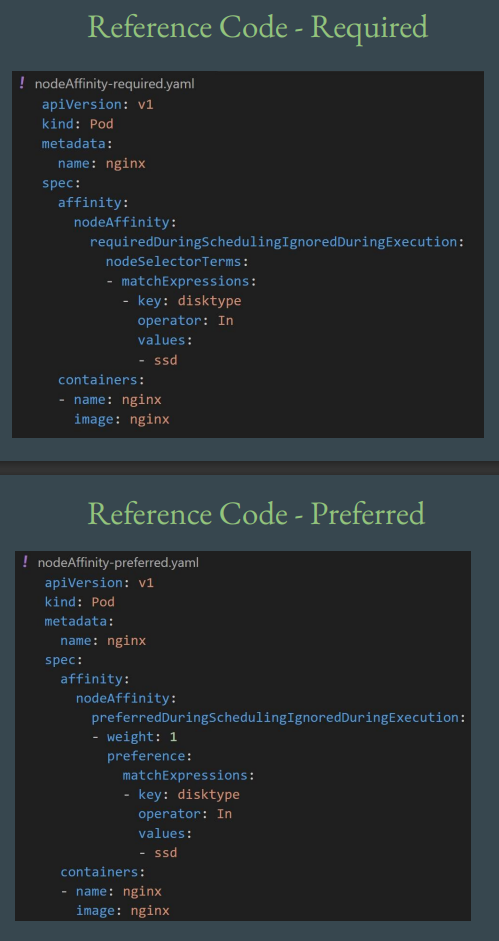 Reference Code - Required
! nodeAffinity-required.yaml
apiVersion: v1
kind: Pod
metadata:
  name: nginx
spec:
  affinity:
    nodeAffinity:
      requiredDuringSchedulingIgnoredDuringExecution:
        nodeSelectorTerms:
        - matchExpressions:
          - key: disktype
            operator: In
            values:
            - ssd
  containers:
  - name: nginx
    image: nginx
Reference Code - Preferred
! nodeAffinity-preferred.yaml
apiVersion: v1
kind: Pod
metadata:
  name: nginx
spec:
  affinity:
    nodeAffinity:
      preferredDuringSchedulingIgnoredDuringExecution:
      - weight: 1
        preference:
          matchExpressions:
          - key: disktype
            operator: In
            values:
            - ssd
  containers:
  - name: nginx
    image: nginx